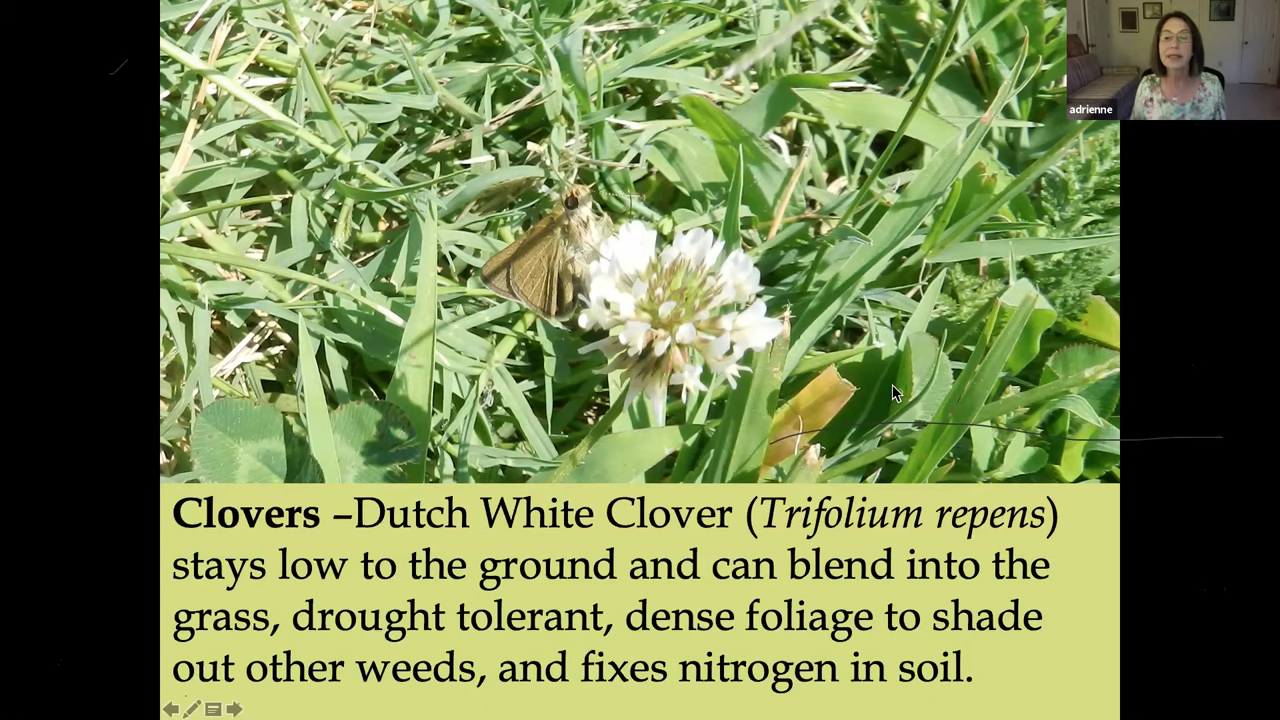 adrienne
Clovers –Dutch White Clover (Trifolium repens)
stays low to the ground and can blend into the
grass, drought tolerant, dense foliage to shade
out other weeds, and fixes nitrogen in soil.